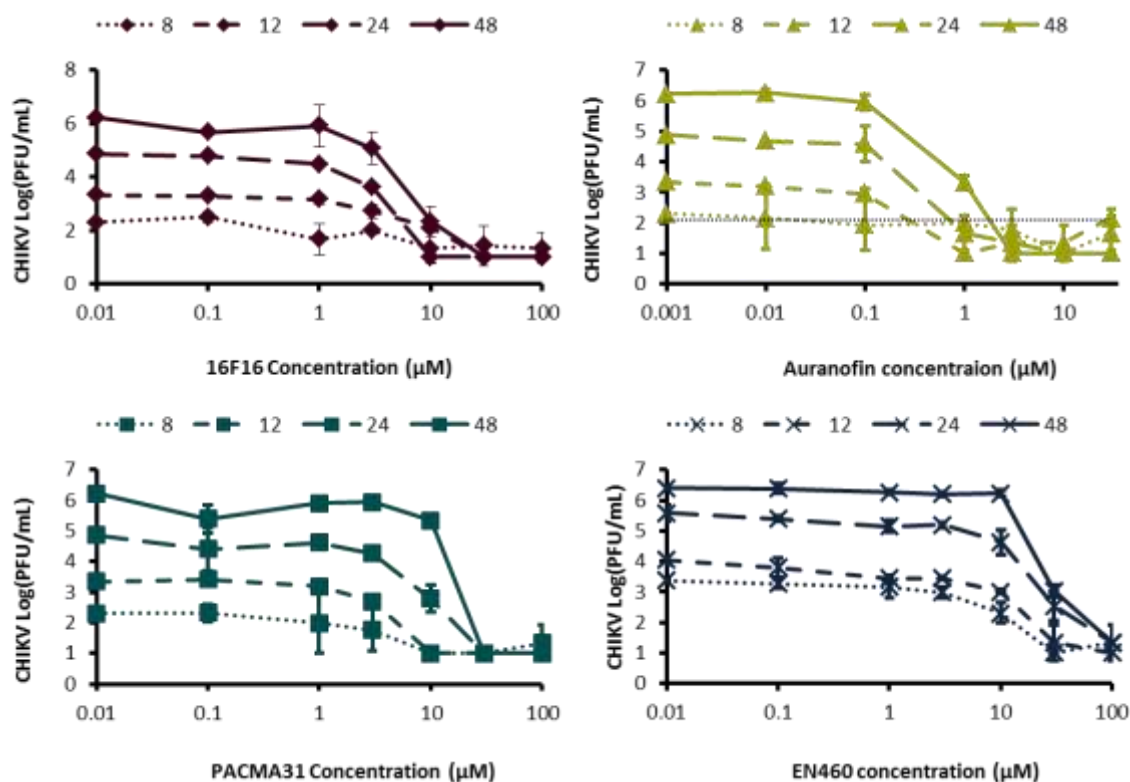 8 12 24 48
8
6
4
2
0
CHIKV Log(PFU/mL)
0.01 0.1 1 10 100
16F16 Concentration (µM)
8 12 24 48
7
6
5
4
3
2
1
0
CHIKV Log(PFU/mL)
0.001 0.01 0.1 1 10
Auranofin concentraion (µM)
8 12 24 48
7
6
5
4
3
2
1
0
CHIKV Log(PFU/mL)
0.01 0.1 1 10 100
PACMA31 Concentration (µM)
8 12 24 48
7
6
5
4
3
2
1
0
CHIKV Log(PFU/mL)
0.01 0.1 1 10 100
EN460 concentration (µM)